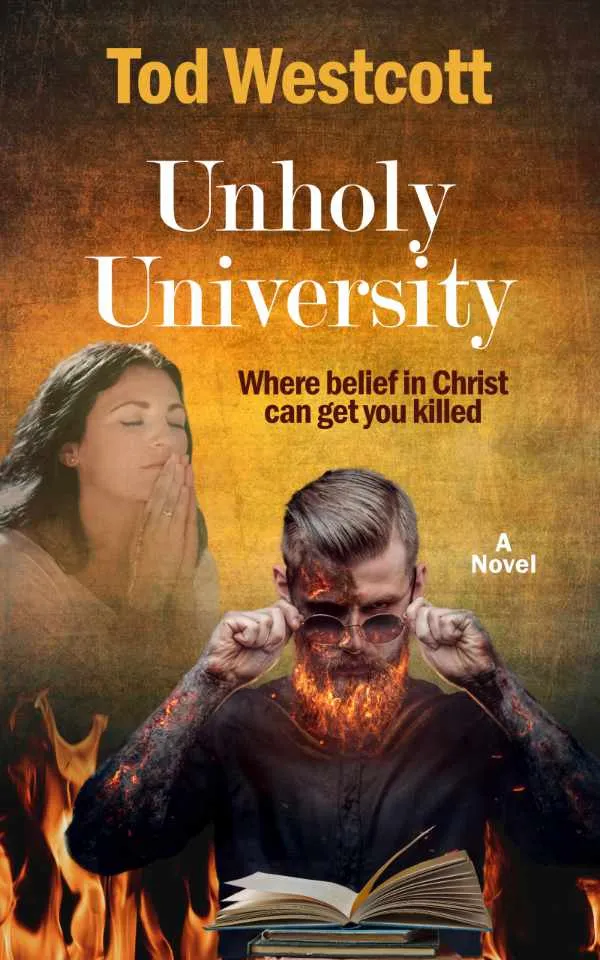 Tod Westcott
Unholy
University
Where belief in Christ
can get you killed
A
Novel